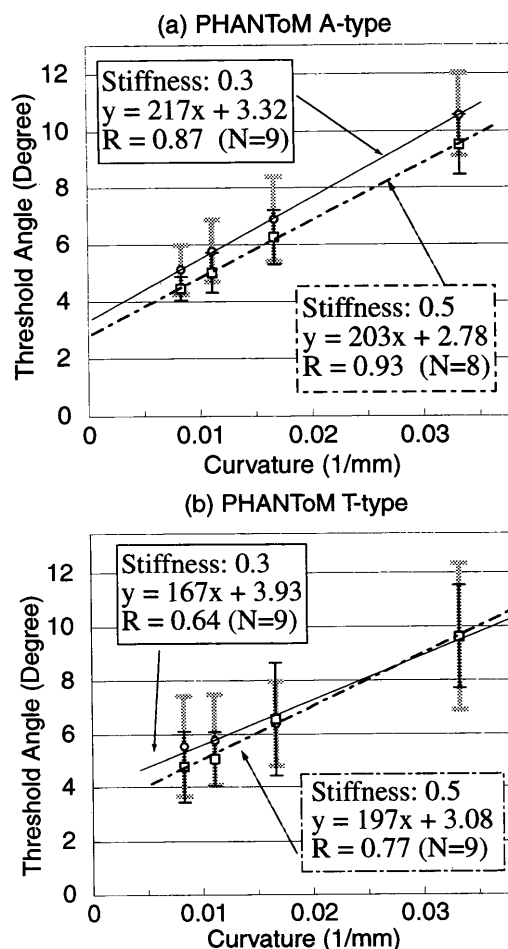 (a) PHANToM A-type
Threshold Angle (Degree)
12
10
8
6
4
2
0
Stiffness: 0.3
y = 217x + 3.32
R = 0.87 (N=9)
Stiffness: 0.5
y = 203x + 2.78
R = 0.93 (N=8)
0 0.01 0.02 0.03
Curvature (1/mm)
(b) PHANToM T-type
Threshold Angle (Degree)
12
10
8
6
4
2
0
Stiffness: 0.3
y = 167x + 3.93
R = 0.64 (N=9)
Stiffness: 0.5
y = 197x + 3.08
R = 0.77 (N=9)
0 0.01 0.02 0.03
Curvature (1/mm)